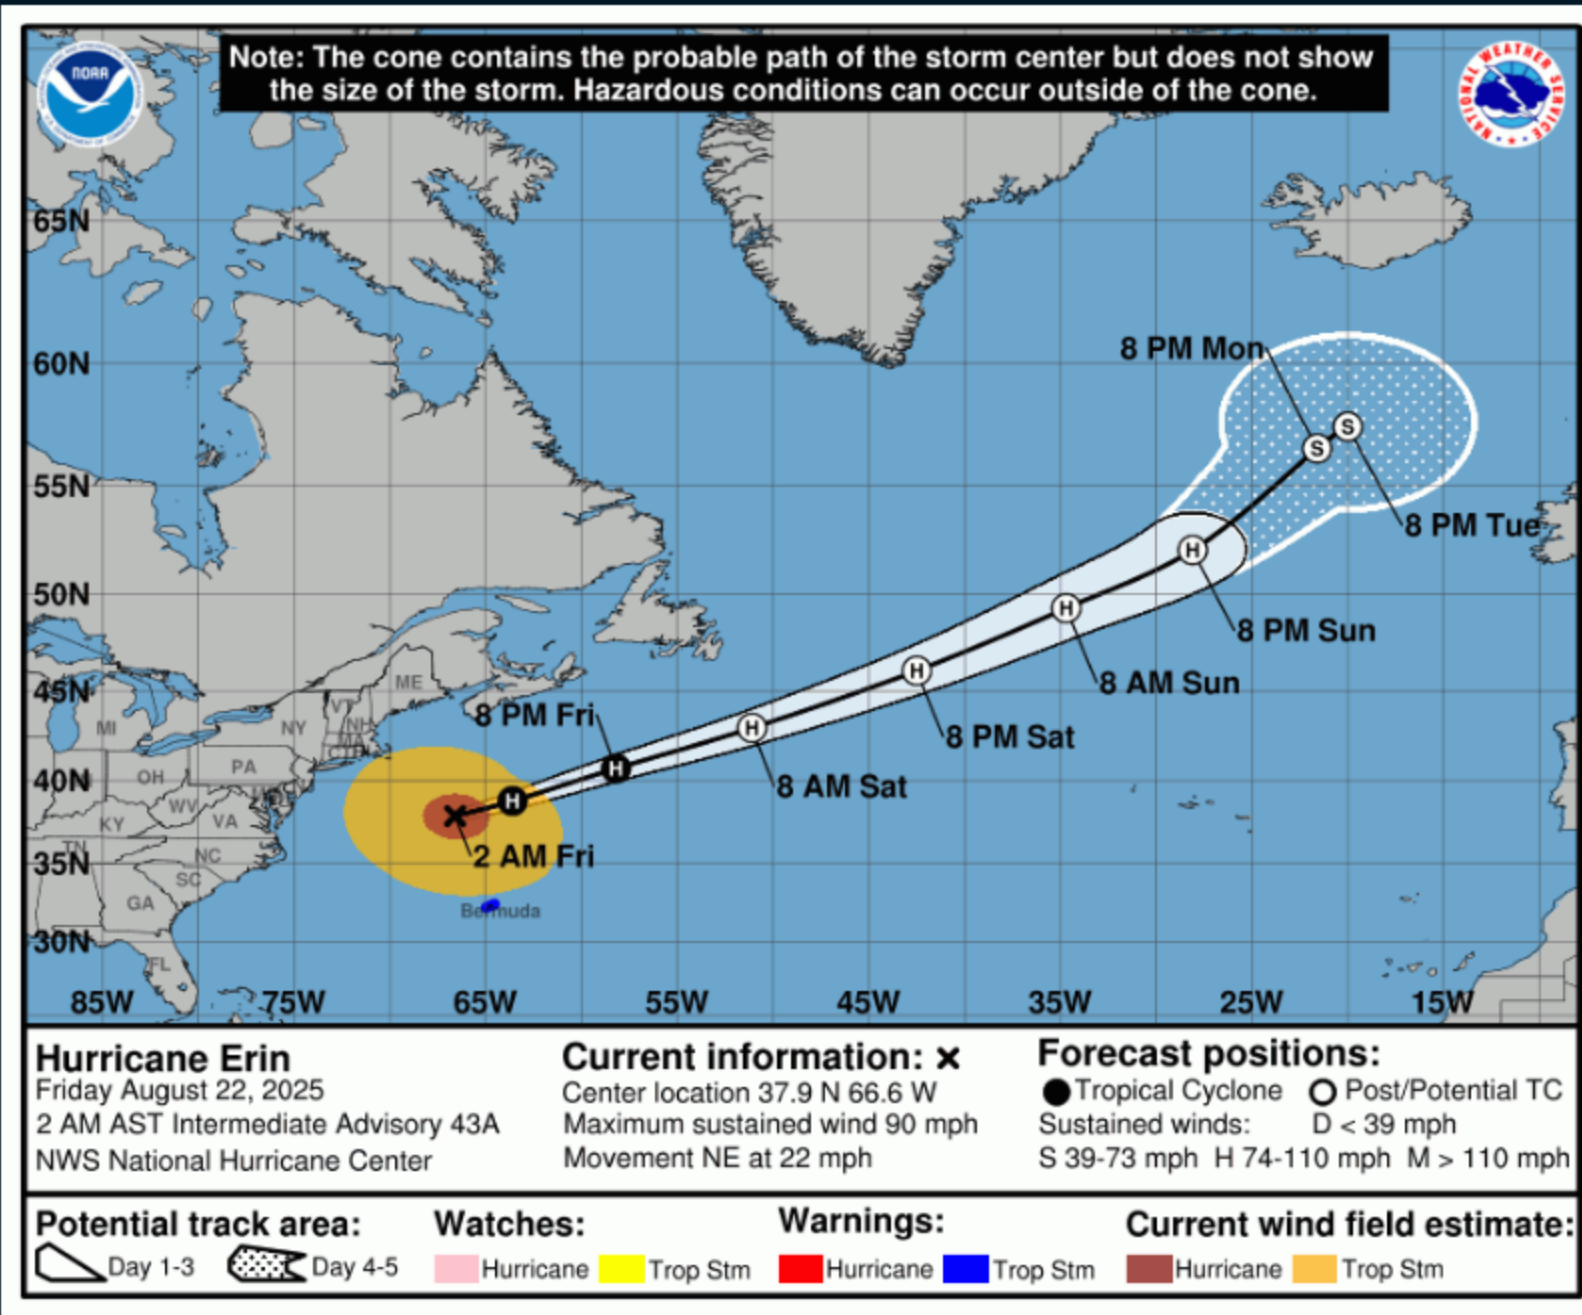 Note: The cone contains the probable path of the storm center but does not show
the size of the storm. Hazardous conditions can occur outside of the cone.
NOAA
NATIONAL WEATHER SERVICE
65N
60N
8 PM Mon
55N
8 PM Tue
50N
8 PM Sun
45N
ME
8 AM Sun
8 PM Fri
MI
NY
VT
NH
MA
8 PM Sat
40N
OH
PA
8 AM Sat
WV
KY
VA
35N
TN
NC
2 AM Fri
SC
GA
Bermuda
30N
FL
85W 75W 65W 55W 45W 35W 25W 15W
Hurricane Erin
Friday August 22, 2025
2 AM AST Intermediate Advisory 43A
NWS National Hurricane Center
Current information: x
Center location 37.9 N 66.6 W
Maximum sustained wind 90 mph
Movement NE at 22 mph
Forecast positions:
Tropical Cyclone Post/Potential TC
Sustained winds: D < 39 mph
S 39-73 mph H 74-110 mph M > 110 mph
Potential track area:
Day 1-3 Day 4-5
Watches:
Hurricane Trop Stm
Warnings:
Hurricane Trop Stm
Current wind field estimate:
Hurricane Trop Stm